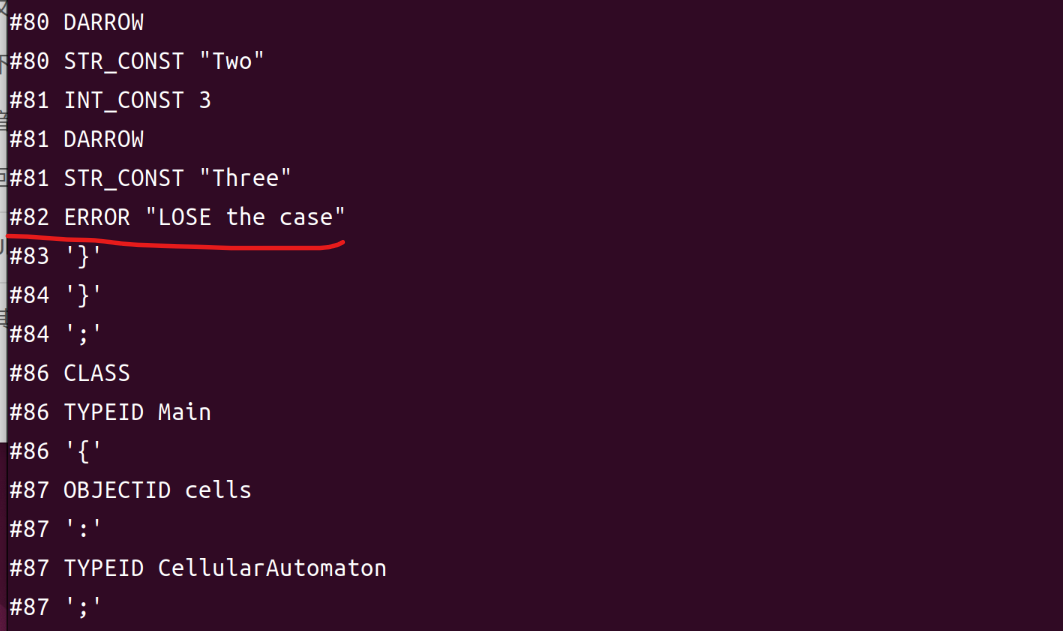 #80 DARROW
#80 STR_CONST "Two"
#81 INT_CONST 3
#81 DARROW
#81 STR_CONST "Three"
#82 ERROR "LOSE the case"
#83 '}'
#84 '}'
#84 ';'
#86 CLASS
#86 TYPEID Main
#86 '{'
#87 OBJECTID cells
#87 ':'
#87 TYPEID CellularAutomaton
#87 ';'